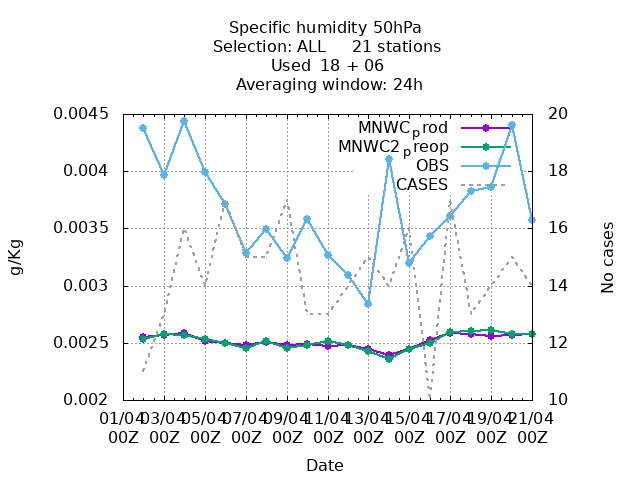 Specific humidity 50hPa
Selection: ALL 21 stations
Used 18 + 06
Averaging window: 24h
MNWCprod
MNWC2preop
OBS
CASES
0.0045
0.004
0.0035
0.003
0.0025
0.002
20
18
16
14
12
10
g/Kg
No cases
01/04 03/04 05/04 07/04 09/04 11/04 13/04 15/04 17/04 19/04 21/04
00Z 00Z 00Z 00Z 00Z 00Z 00Z 00Z 00Z 00Z 00Z
Date